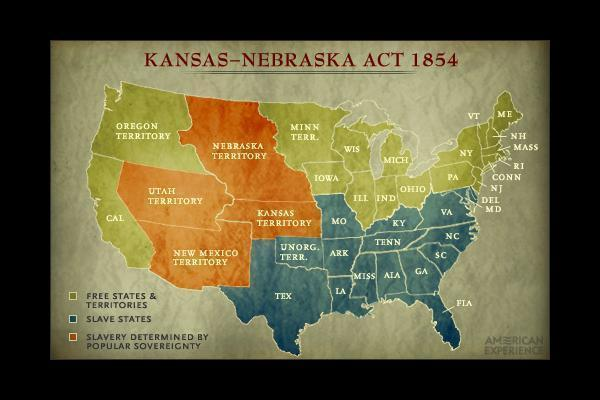 KANSAS–NEBRASKA ACT 1854
OREGON
TERRITORY
NEBRASKA
TERRITORY
MINN
TERR.
WIS
MICH
VT
ME
NH
MASS
NY
RI
CONN
NJ
PA
DEL
MD
IOWA
ILL
IND
OHIO
UTAH
TERRITORY
CAL
KANSAS
TERRITORY
MO
KY
VA
NEW MEXICO
TERRITORY
UNORG.
TERR.
ARK
TENN
NC
SC
MISS
ALA
GA
LA
TEX
FLA
FREE STATES &
TERRITORIES
SLAVE STATES
SLAVERY DETERMINED BY
POPULAR SOVEREIGNTY
AMERICAN
EXPERIENCE